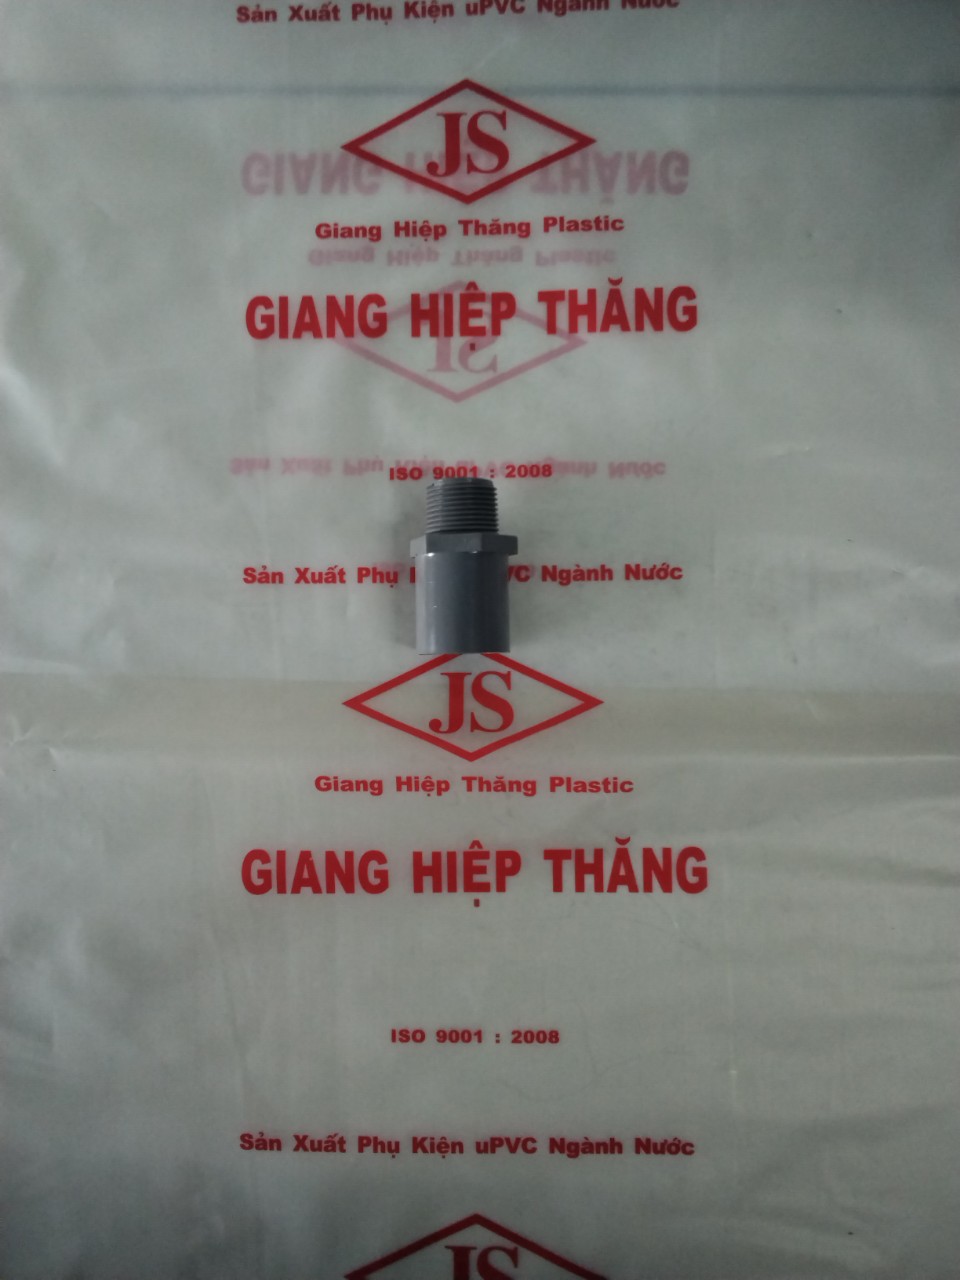 Sản Xuất Phụ Kiện uPVC Ngành Nước
JS
Giang Hiệp Thăng Plastic
GIANG HIỆP THĂNG
ISO 9001 : 2008
Sản Xuất Phụ PVC Ngành Nước
JS
Giang Hiệp Thăng Plastic
GIANG HIỆP THĂNG
ISO 9001 : 2008
Sản Xuất Phụ Kiện uPVC Ngành Nước
JS